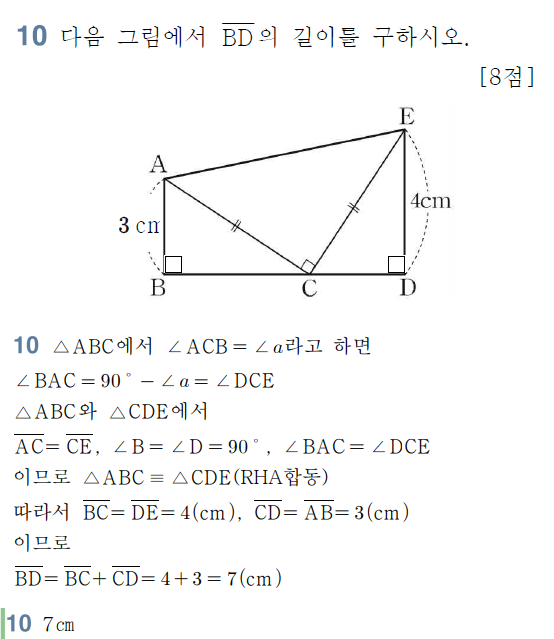 10 다음 그림에서 BD의 길이를 구하시오.
[8점]
E
A
4cm
3 cm
B
C
D
10 △ABC에서 ∠ACB=∠a라고 하면
∠BAC=90°-∠a=∠DCE
△ABC와 △CDE에서
AC=CE, ∠B=∠D=90°, ∠BAC=∠DCE
이므로 △ABC≡△CDE(RHA합동)
따라서 BC=DE=4(cm), CD=AB=3(cm)
이므로
BD=BC+CD=4+3=7(cm)
10 7㎝